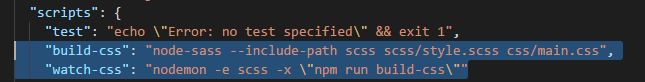 "scripts": {
"test": "echo \"Error: no test specified\" && exit 1",
"build-css": "node-sass --include-path scss scss/style.scss css/main.css",
"watch-css": "nodemon -e scss -x \"npm run build-css\""